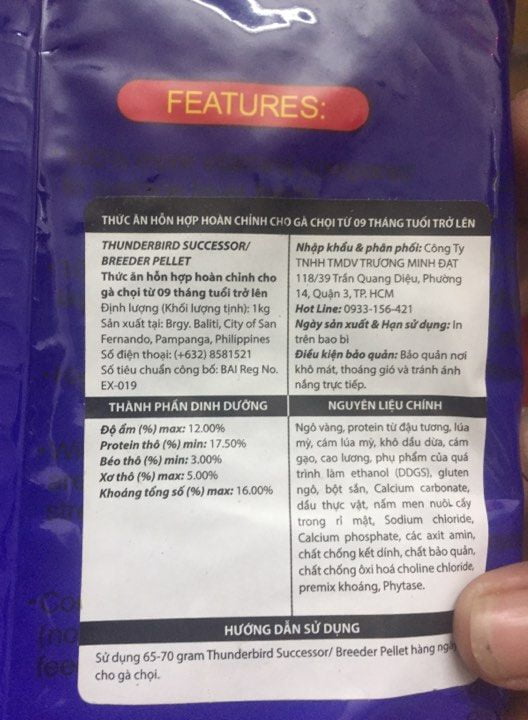 FEATURES:
THỨC ĂN HỖN HỢP HOÀN CHỈNH CHO GÀ CHỌI TỪ 09 THÁNG TUỔI TRỞ LÊN
THUNDERBIRD SUCCESSOR/
BREEDER PELLET
Thức ăn hỗn hợp hoàn chỉnh cho
gà chọi từ 09 tháng tuổi trở lên
Định lượng (Khối lượng tịnh): 1kg
Sản xuất tại: Brgy. Baliti, City of San
Fernando, Pampanga, Philippines
Số điện thoại: (+632) 8581521
Số tiêu chuẩn công bố: BAI Reg No.
EX-019
Nhập khẩu & phân phối: Công Ty
TNHH TMDV TRƯƠNG MINH ĐẠT
118/39 Trần Quang Diệu, Phường
14, Quận 3, TP. HCM
Hot Line: 0933-156-421
Ngày sản xuất & Hạn sử dụng: In
trên bao bì
Điều kiện bảo quản: Bảo quản nơi
khô mát, thoáng gió và tránh ánh
nắng trực tiếp.
THÀNH PHẦN DINH DƯỠNG
Độ ẩm (%) max: 12.00%
Protein thô (%) min: 17.50%
Béo thô (%) min: 3.00%
Xơ thô (%) max: 5.00%
Khoáng tổng số (%) max: 16.00%
NGUYÊN LIỆU CHÍNH
Ngô vàng, protein từ đậu tương, lúa
mỳ, cám lúa mỳ, khô dầu dừa, cám
gạo, cao lương, phụ phẩm của quá
trình làm ethanol (DDGS), gluten
ngô, bột sắn, Calcium carbonate,
dầu thực vật, nấm men nuôi cấy
trong rỉ mật, Sodium chioride,
Calcium phosphate, các axit amin,
chất chống kết dính, chất bảo quản,
chất chống ôxi hoá choline chloride,
premix khoáng, Phytase.
HƯỚNG DẪN SỬ DỤNG
Sử dụng 65-70 gram Thunderbird Successor/ Breeder Pellet hàng ngày
cho gà chọi.